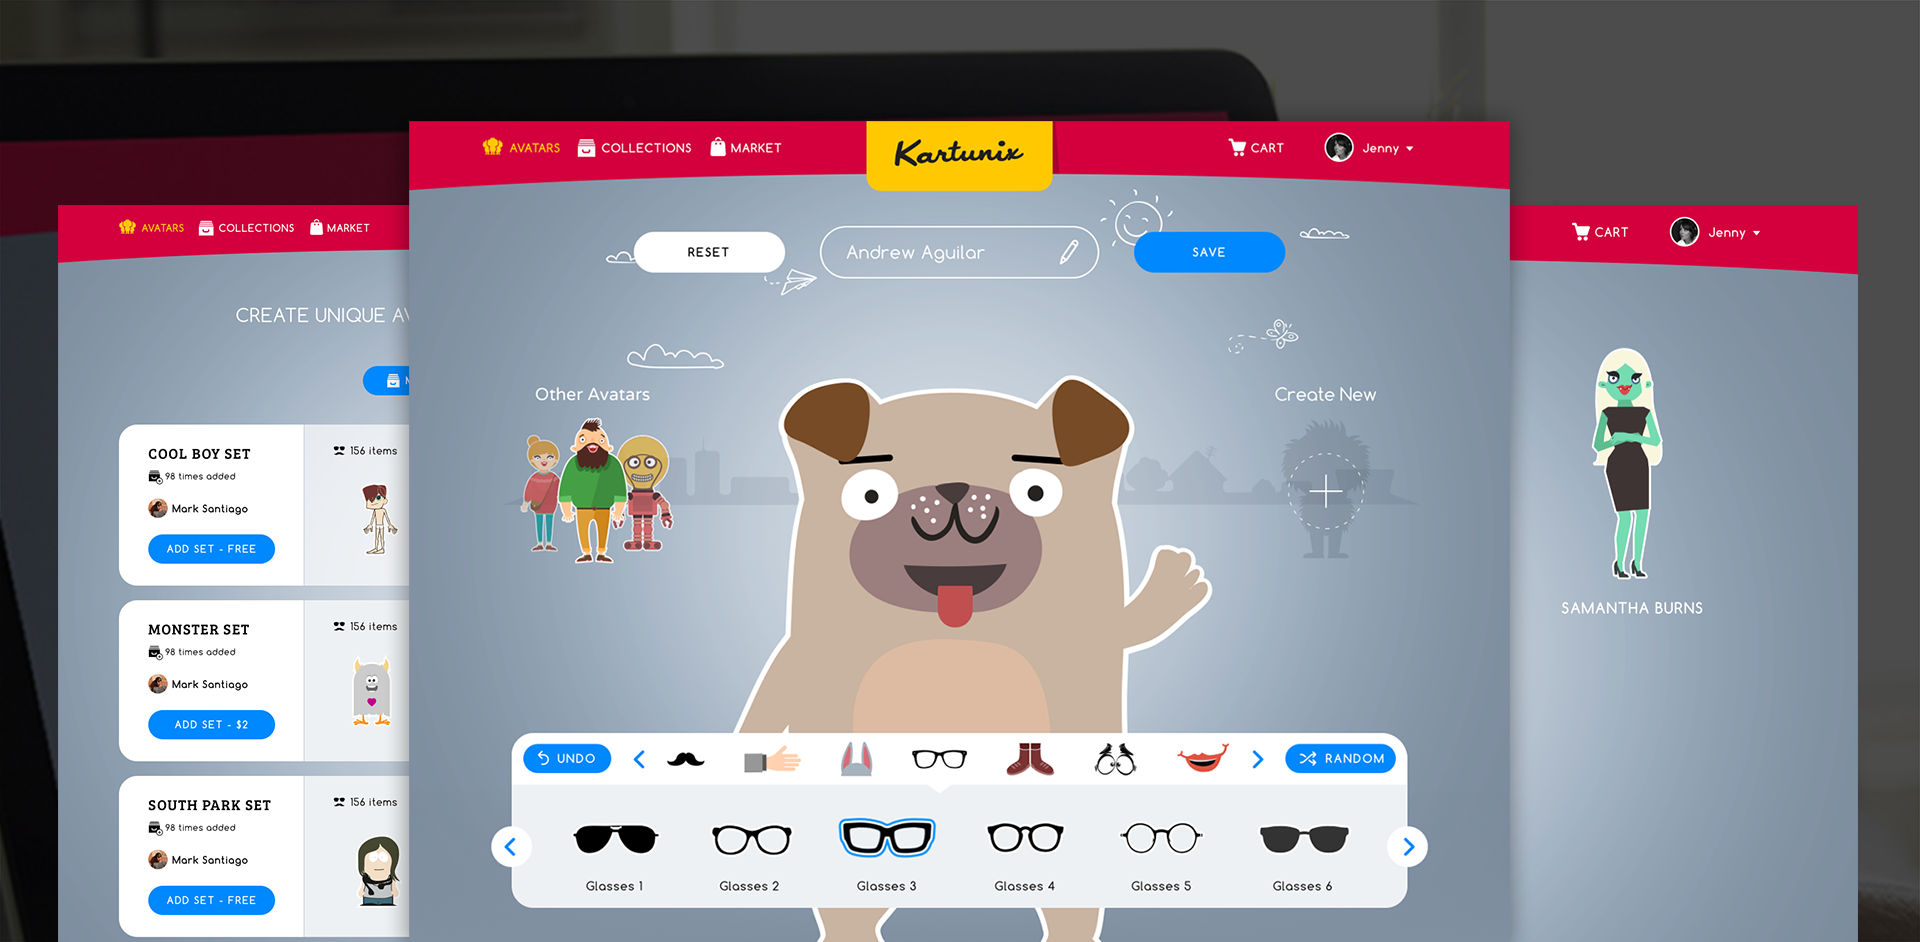 AVATARS COLLECTIONS MARKET
CREATE UNIQUE AV
COOL BOY SET
98 times added
Mark Santiago
ADD SET - FREE
156 items
MONSTER SET
98 times added
Mark Santiago
ADD SET - $2
156 items
SOUTH PARK SET
98 times added
Mark Santiago
ADD SET - FREE
156 items
AVATARS COLLECTIONS MARKET
Kartunix
CART Jenny
RESET
Andrew Aguilar
SAVE
Other Avatars
Create New
UNDO
RANDOM
Glasses 1 Glasses 2 Glasses 3 Glasses 4 Glasses 5 Glasses 6
CART Jenny
SAMANTHA BURNS